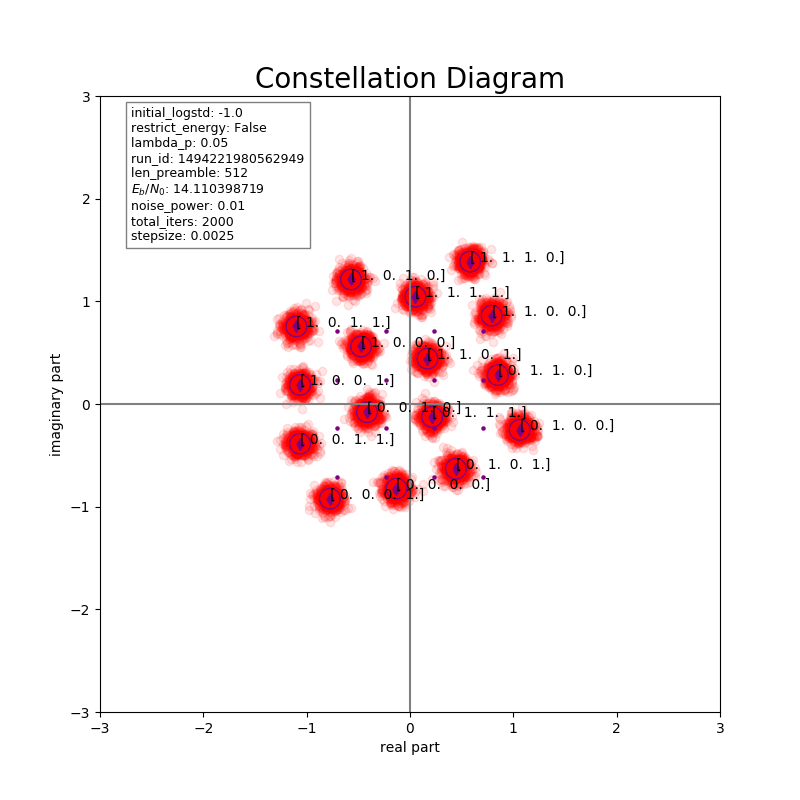 Constellation Diagram
initial_logstd: -1.0
restrict_energy: False
lambda_p: 0.05
run_id: 1494221980562949
len_preamble: 512
E_b/N_0: 14.110398719
noise_power: 0.01
total_iters: 2000
stepsize: 0.0025
[ 1. 1. 1. 0.]
[ 1. 0. 1. 0.]
[ 1. 1. 1. 1.]
[ 1. 1. 0. 0.]
[ 1. 0. 1. 1.]
[ 1. 0. 0. 0.]
[ 1. 1. 0. 1.]
[ 0. 1. 1. 0.]
[ 1. 0. 0. 1.]
[ 0. 0. 1. 0.]
[ 0. 1. 1. 1.]
[ 0. 1. 0. 0.]
[ 0. 0. 1. 1.]
[ 0. 1. 0. 1.]
[ 0. 0. 0. 0.]
[ 0. 0. 0. 1.]
3
2
1
0
−1
−2
−3
−3 −2 −1 0 1 2 3
real part
imaginary part